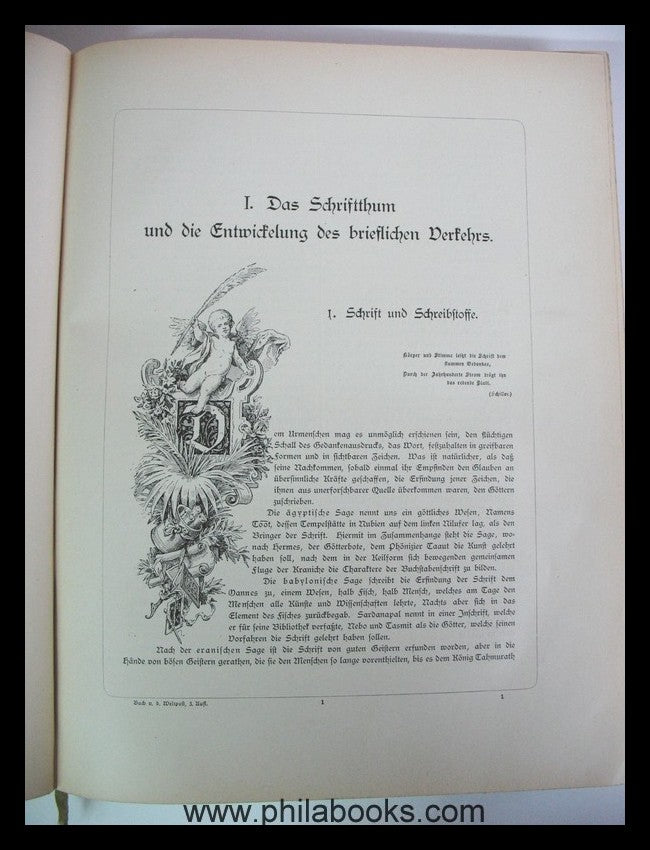 I. Das Schriftthum
und die Entwickelung des brieflichen Verkehrs.
1. Schrift und Schreibstoffe.
Körper und Stimme leiht die Schrift dem
stummen Gedanken,
Durch der Jahrhunderte Strom trägt ihn
das redende Blatt.
(Schiller.)
D
em Urmenschen mag es unmöglich erschienen sein, den flüchtigen
Schall des Gedankenausdrucks, das Wort, festzuhalten in greifbaren
Formen und in sichtbaren Zeichen. Was ist natürlicher, als daß
seine Nachkommen, sobald einmal ihr Empfinden den Glauben an
übersinnliche Kräfte geschaffen, die Erfindung jener Zeichen, die
ihnen aus unerforschbarer Quelle überkommen waren, den Göttern
zuschrieben.
Die ägyptische Sage nennt uns ein göttliches Wesen, Namens
Tööt, dessen Tempelstätte in Nubien auf dem linken Nilufer lag, als den
Bringer der Schrift. Hiermit im Zusammenhange steht die Sage, wo-
nach Hermes, der Götterbote, dem Phönizier Taaut die Kunst gelehrt
haben soll, nach dem in der Keilform sich bewegenden gemeinsamen
Fluge der Kraniche die Charaktere der Buchstabenschrift zu bilden.
Die babylonische Sage schreibt die Erfindung der Schrift dem
Oannes zu, einem Wesen, halb Fisch, halb Mensch, welches am Tage den
Menschen alle Künste und Wissenschaften lehrte, Nachts aber sich in das
Element des Fisches zurückbegab. Sardanapal nennt in einer Inschrift, welche
er für seine Bibliothek verfaßte, Nebo und Tasmit als die Götter, welche seinen
Vorfahren die Schrift gelehrt haben sollen.
Nach der eranischen Sage ist die Schrift von guten Geistern erfunden worden, aber in die
Hände von bösen Geistern gerathen, die sie den Menschen so lange vorenthielten, bis es dem König Tahmurath
Buch v. d. Weltpost, 3. Aufl.
1
1
www.philabooks.com